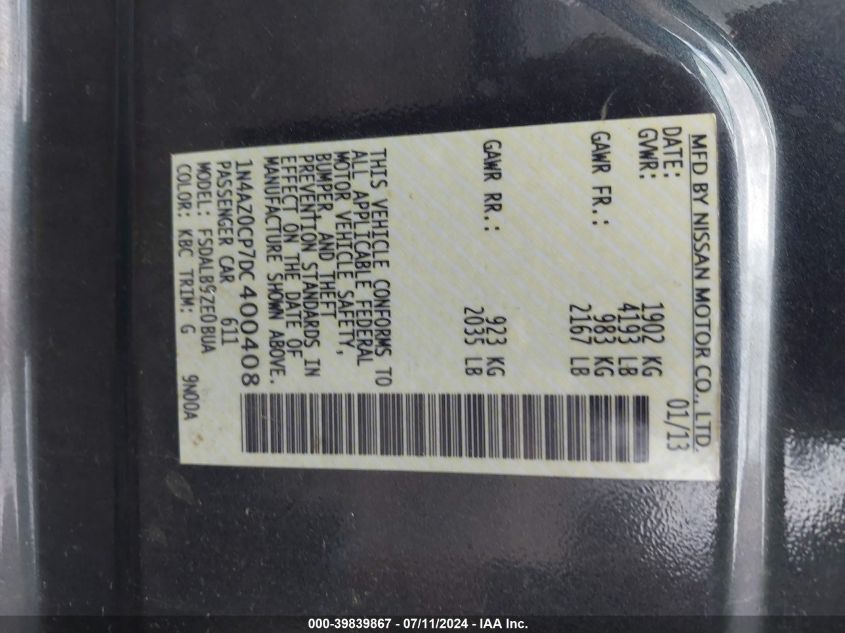 MFD BY NISSAN MOTOR CO., LTD.
DATE: 01/13
GVWR: 1902 KG
4193 LB
GAWR FR.: 983 KG
2167 LB
GAWR RR.: 923 KG
2035 LB
THIS VEHICLE CONFORMS TO
ALL APPLICABLE FEDERAL
MOTOR VEHICLE SAFETY,
BUMPER, AND THEFT
PREVENTION STANDARDS IN
EFFECT ON THE DATE OF
MANUFACTURE SHOWN ABOVE.
1N4AZ0CP7DC400408
PASSENGER CAR 611
MODEL: FSDALB9ZE0BUA
COLOR: KBC TRIM: G 9N00A
000-39839867 - 07/11/2024 - IAA Inc.